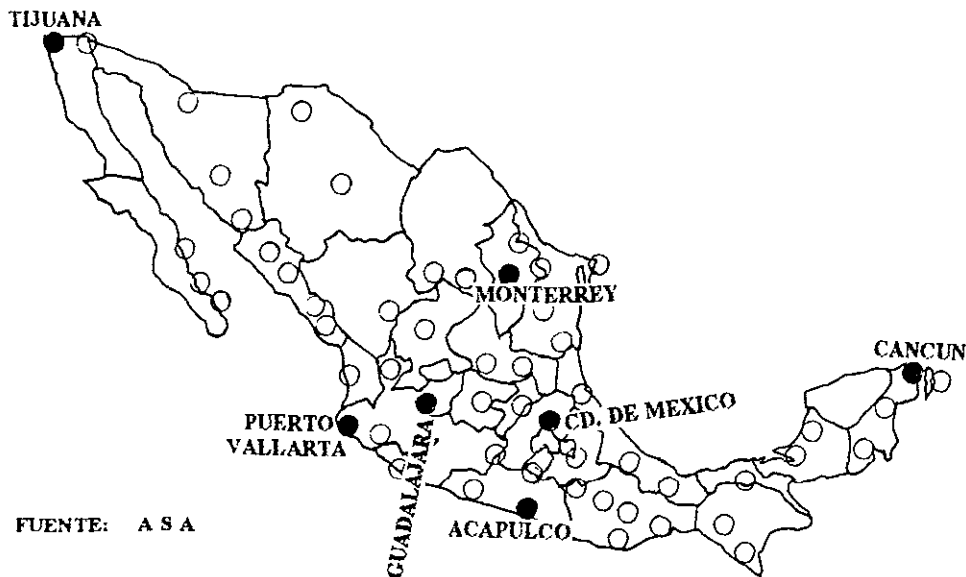 TIJUANA
MONTERREY
CANCUN
PUERTO
VALLARTA
GUADALAJARA
CD. DE MEXICO
ACAPULCO
FUENTE: A S A